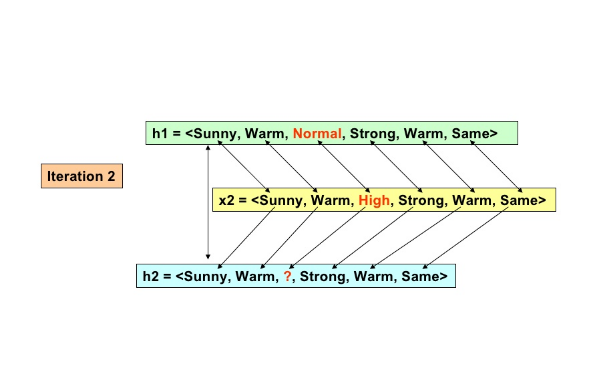 h1 = <Sunny, Warm, Normal, Strong, Warm, Same>
Iteration 2
x2 = <Sunny, Warm, High, Strong, Warm, Same>
h2 = <Sunny, Warm, ?, Strong, Warm, Same>